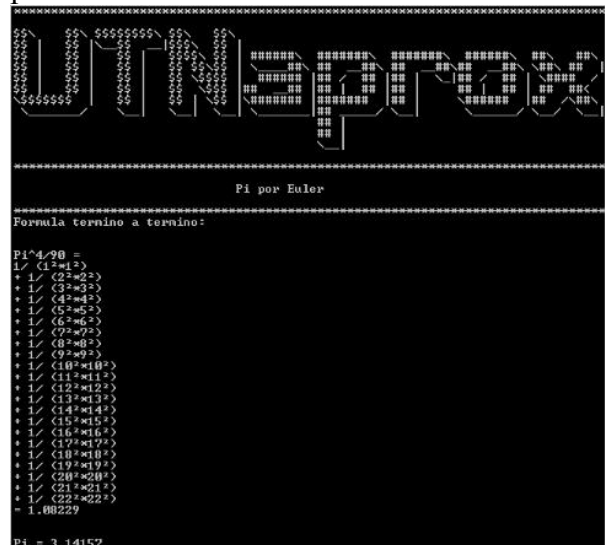 UTNaprox
Pi por Euler
Formula termino a termino:
Pi^4/90 =
1/ (1²*1²)
+ 1/ (2²*2²)
+ 1/ (3²*3²)
+ 1/ (4²*4²)
+ 1/ (5²*5²)
+ 1/ (6²*6²)
+ 1/ (7²*7²)
+ 1/ (8²*8²)
+ 1/ (9²*9²)
+ 1/ (10²*10²)
+ 1/ (11²*11²)
+ 1/ (12²*12²)
+ 1/ (13²*13²)
+ 1/ (14²*14²)
+ 1/ (15²*15²)
+ 1/ (16²*16²)
+ 1/ (17²*17²)
+ 1/ (18²*18²)
+ 1/ (19²*19²)
+ 1/ (20²*20²)
+ 1/ (21²*21²)
+ 1/ (22²*22²)
= 1.08229
Pi = 3.14157